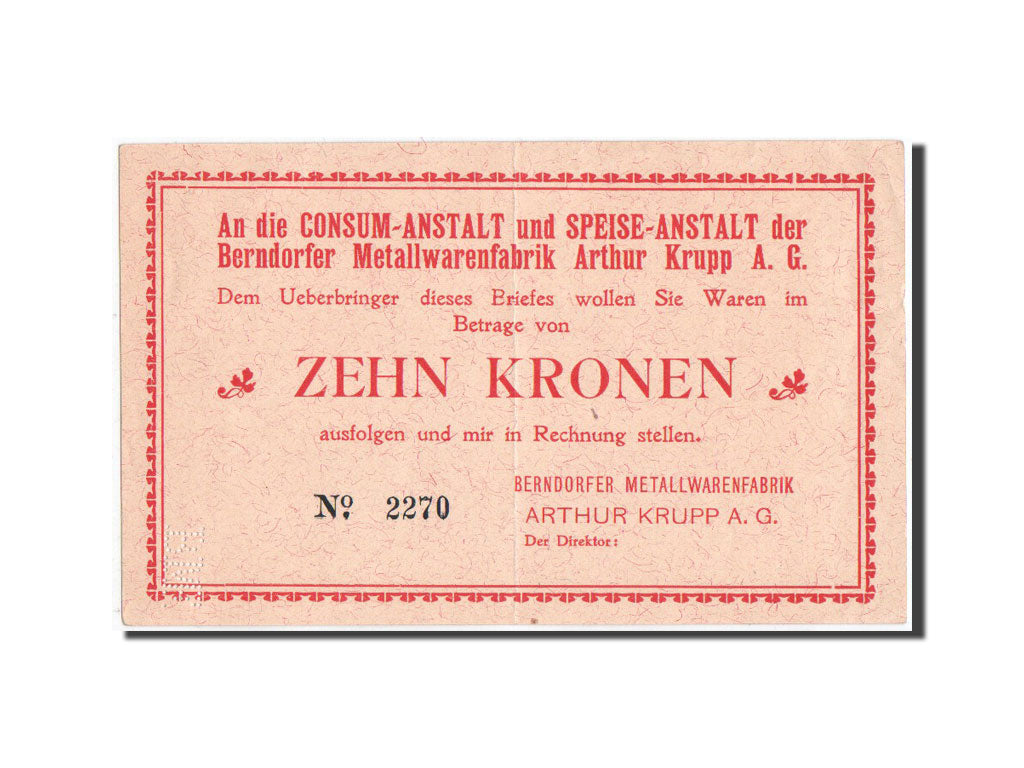 An die CONSUM-ANSTALT und SPEISE-ANSTALT der
Berndorfer Metallwarenfabrik Arthur Krupp A. G.
Dem Ueberbringer dieses Briefes wollen Sie Waren im
Betrage von
ZEHN KRONEN
ausfolgen und mir in Rechnung stellen.
No. 2270
BERNDORFER METALLWARENFABRIK
ARTHUR KRUPP A. G.
Der Direktor: